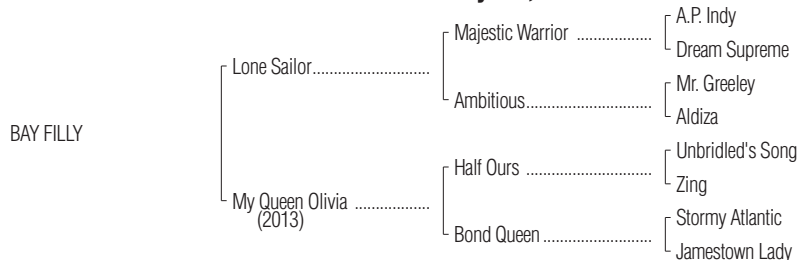 Majestic Warrior ..................
A.P. Indy
Dream Supreme
Lone Sailor............................
Ambitious..............................
Mr. Greeley
Aldiza
BAY FILLY
Half Ours ..............................
Unbridled's Song
Zing
My Queen Olivia ..................
(2013)
Bond Queen..........................
Stormy Atlantic
Jamestown Lady